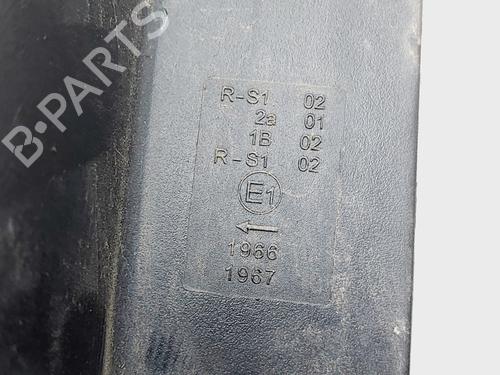 B-PARTS
R-S1 02
2a 01
1B 02
R-S1 02
E1
←
1966
1967